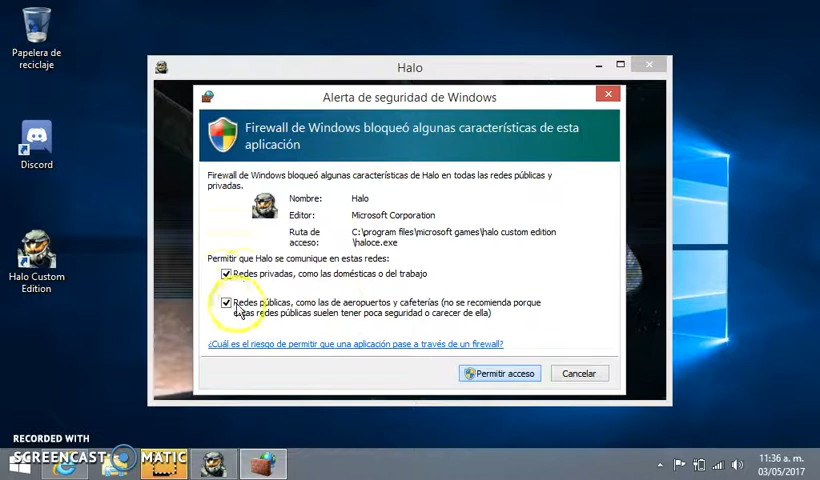 Papelera de
reciclaje
Discord
Halo Custom
Edition
Halo
Alerta de seguridad de Windows
Firewall de Windows bloqueó algunas características de esta
aplicación
Firewall de Windows bloqueó algunas características de Halo en todas las redes públicas y
privadas.
Nombre: Halo
Editor: Microsoft Corporation
Ruta de acceso: C:\program files\microsoft games\halo custom edition
\haloce.exe
Permitir que Halo se comunique en estas redes:
Redes privadas, como las domésticas o del trabajo
Redes públicas, como las de aeropuertos y cafeterías (no se recomienda porque
estas redes públicas suelen tener poca seguridad o carecer de ella)
¿Cuál es el riesgo de permitir que una aplicación pase a través de un firewall?
Permitir acceso
Cancelar
RECORDED WITH
SCREENCAST MATIC
11:36 a. m.
03/05/2017